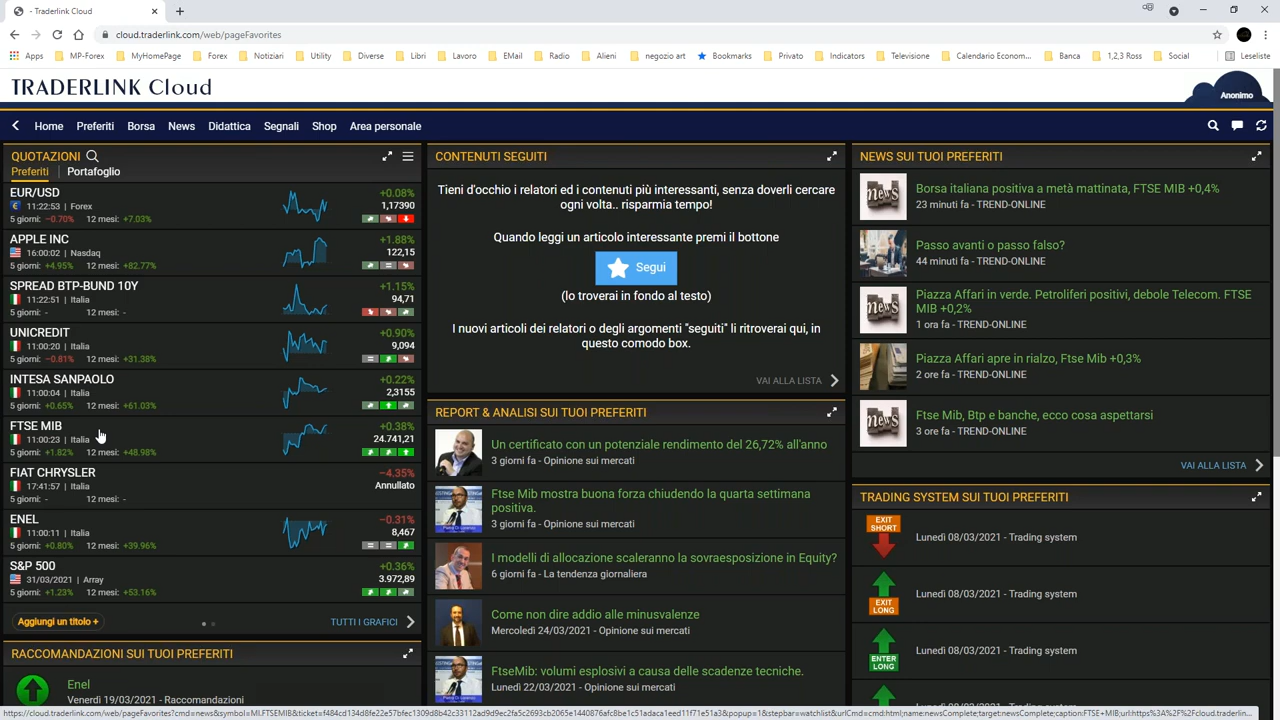 - Traderlink
cloud.traderlink.com/web/pageFavorites
Apps MP-Forex MyHomePage Forex Notiziari Utility Diverse Libri Lavoro EMail Radio Alieni negozio art Bookmarks Privato Indicators Televisione Calendario Econom... Banca 1,2,3 Ross Social Leseliste
TRADERLINK Cloud
Anonimo
Home Preferiti Borsa News Didattica Segnali Shop Area personale
QUOTAZIONI
Preferiti | Portafoglio
EUR/USD +0.08%
11:22:53 | Forex 1,17390
5 giorni: −0.70% 12 mesi: +7.03%
APPLE INC +1.88%
16:00:02 | Nasdaq 122,15
5 giorni: +4.95% 12 mesi: +82.77%
SPREAD BTP-BUND 10Y +1.15%
11:22:51 | Italia 94,71
5 giorni: - 12 mesi: -
UNICREDIT +0.90%
11:00:20 | Italia 9,094
5 giorni: −0.81% 12 mesi: +31.38%
INTESA SANPAOLO +0.22%
11:00:04 | Italia 2,3155
5 giorni: +0.65% 12 mesi: +61.03%
FTSE MIB +0.38%
11:00:23 | Italia 24.741,21
5 giorni: +1.82% 12 mesi: +48.98%
FIAT CHRYSLER −4.35%
17:41:57 | Italia Annullato
5 giorni: - 12 mesi: -
ENEL −0.31%
11:00:11 | Italia 8,467
5 giorni: +0.80% 12 mesi: +39.96%
S&P 500 +0.36%
31/03/2021 | Array 3.972,89
5 giorni: +1.23% 12 mesi: +53.16%
Aggiungi un titolo + TUTTI I GRAFICI
RACCOMANDAZIONI SUI TUOI PREFERITI
Enel
Venerdì 19/03/2021 - Raccomandazioni
CONTENUTI SEGUITI
Tieni d'occhio i relatori ed i contenuti più interessanti, senza doverli cercare
ogni volta.. risparmia tempo!
Quando leggi un articolo interessante premi il bottone
Segui
(lo troverai in fondo al testo)
I nuovi articoli dei relatori o degli argomenti "seguiti" li ritroverai qui, in
questo comodo box.
VAI ALLA LISTA
REPORT & ANALISI SUI TUOI PREFERITI
Un certificato con un potenziale rendimento del 26,72% all'anno
3 giorni fa - Opinione sui mercati
Ftse Mib mostra buona forza chiudendo la quarta settimana
positiva.
3 giorni fa - Opinione sui mercati
I modelli di allocazione scaleranno la sovraesposizione in Equity?
6 giorni fa - La tendenza giornaliera
Come non dire addio alle minusvalenze
Mercoledì 24/03/2021 - Opinione sui mercati
FtseMib: volumi esplosivi a causa delle scadenze tecniche.
Lunedì 22/03/2021 - Opinione sui mercati
NEWS SUI TUOI PREFERITI
Borsa italiana positiva a metà mattinata, FTSE MIB +0,4%
23 minuti fa - TREND-ONLINE
Passo avanti o passo falso?
44 minuti fa - TREND-ONLINE
Piazza Affari in verde. Petroliferi positivi, debole Telecom. FTSE
MIB +0,2%
1 ora fa - TREND-ONLINE
Piazza Affari apre in rialzo, Ftse Mib +0,3%
2 ore fa - TREND-ONLINE
Ftse Mib, Btp e banche, ecco cosa aspettarsi
3 ore fa - TREND-ONLINE
VAI ALLA LISTA
TRADING SYSTEM SUI TUOI PREFERITI
EXIT
SHORT
Lunedì 08/03/2021 - Trading system
EXIT
LONG
Lunedì 08/03/2021 - Trading system
ENTER
LONG
Lunedì 08/03/2021 - Trading system